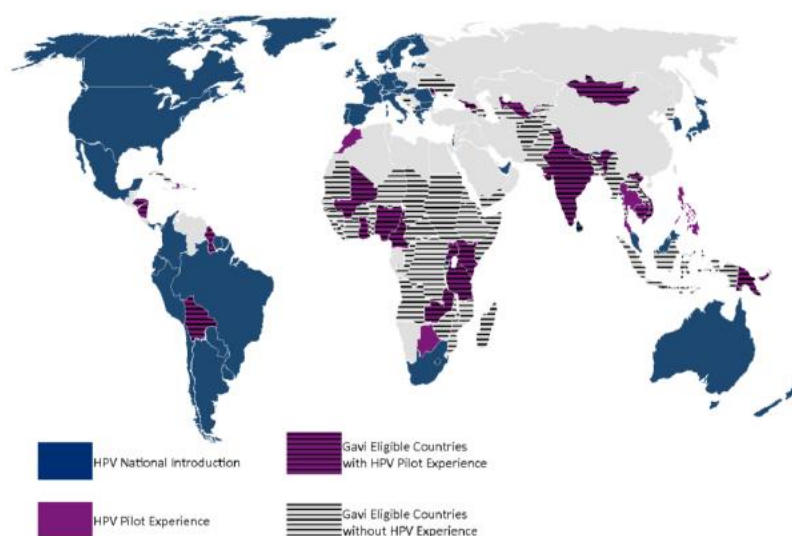 HPV National Introduction
HPV Pilot Experience
Gavi Eligible Countries
with HPV Pilot Experience
Gavi Eligible Countries
without HPV Experience